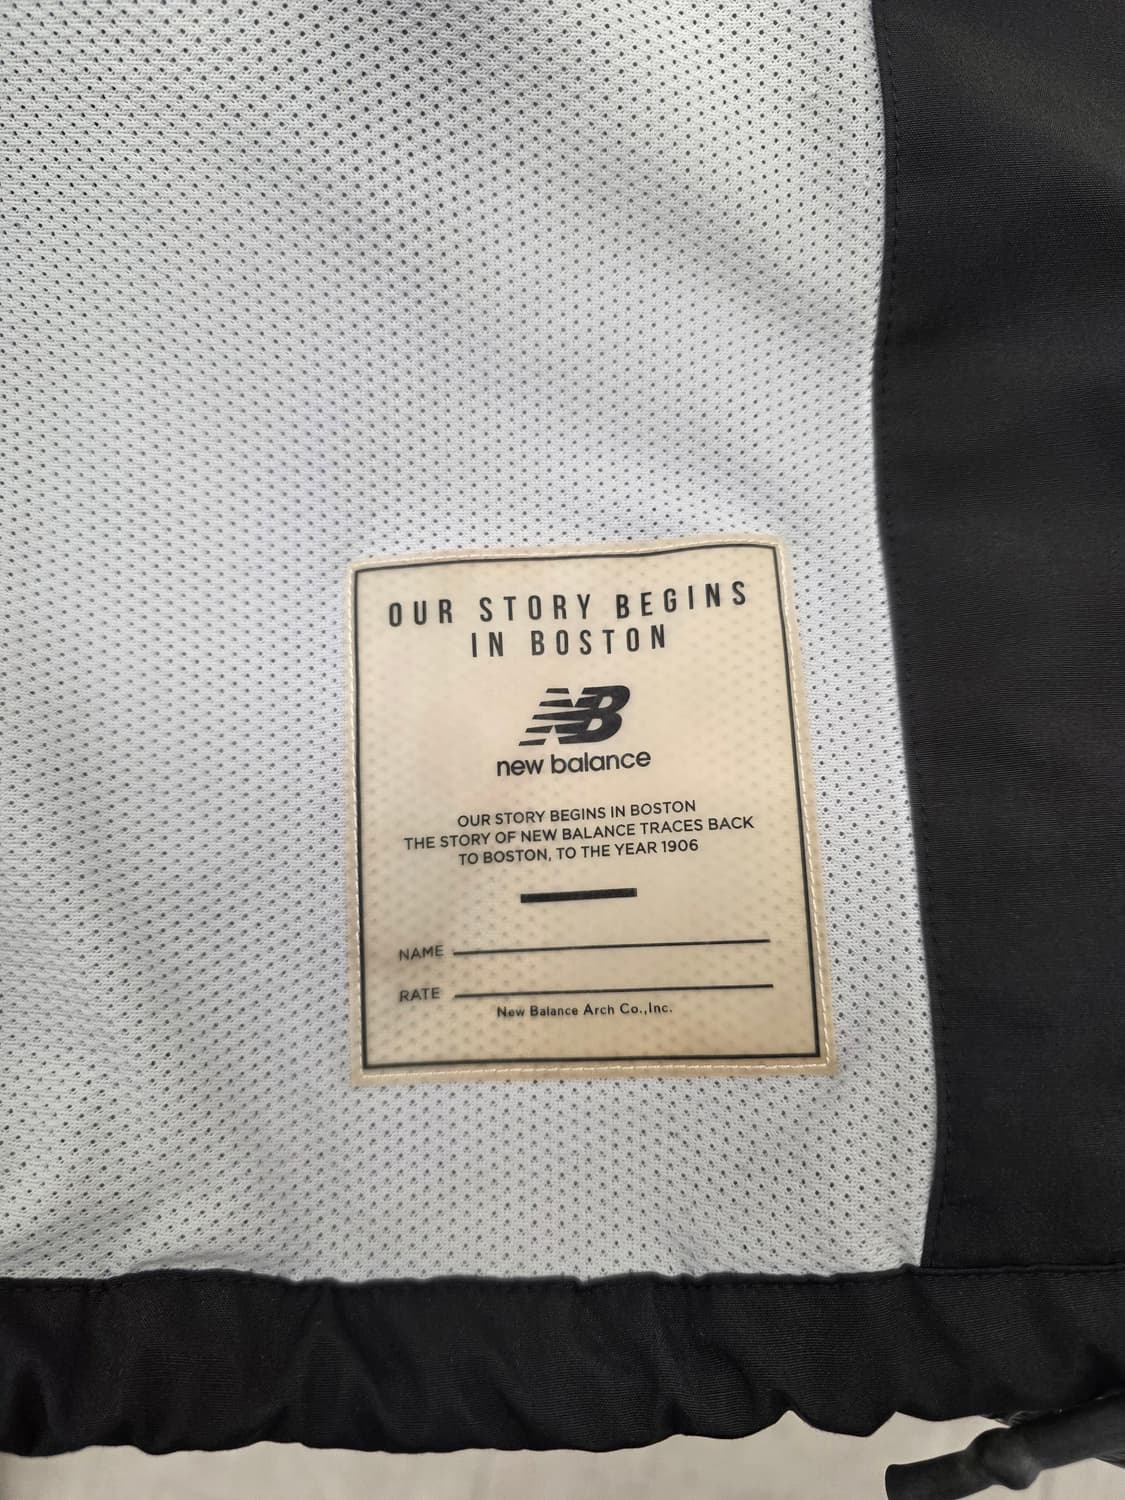 OUR STORY BEGINS
IN BOSTON
NB
new balance
OUR STORY BEGINS IN BOSTON
THE STORY OF NEW BALANCE TRACES BACK
TO BOSTON, TO THE YEAR 1906
NAME
RATE
New Balance Arch Co.,Inc.